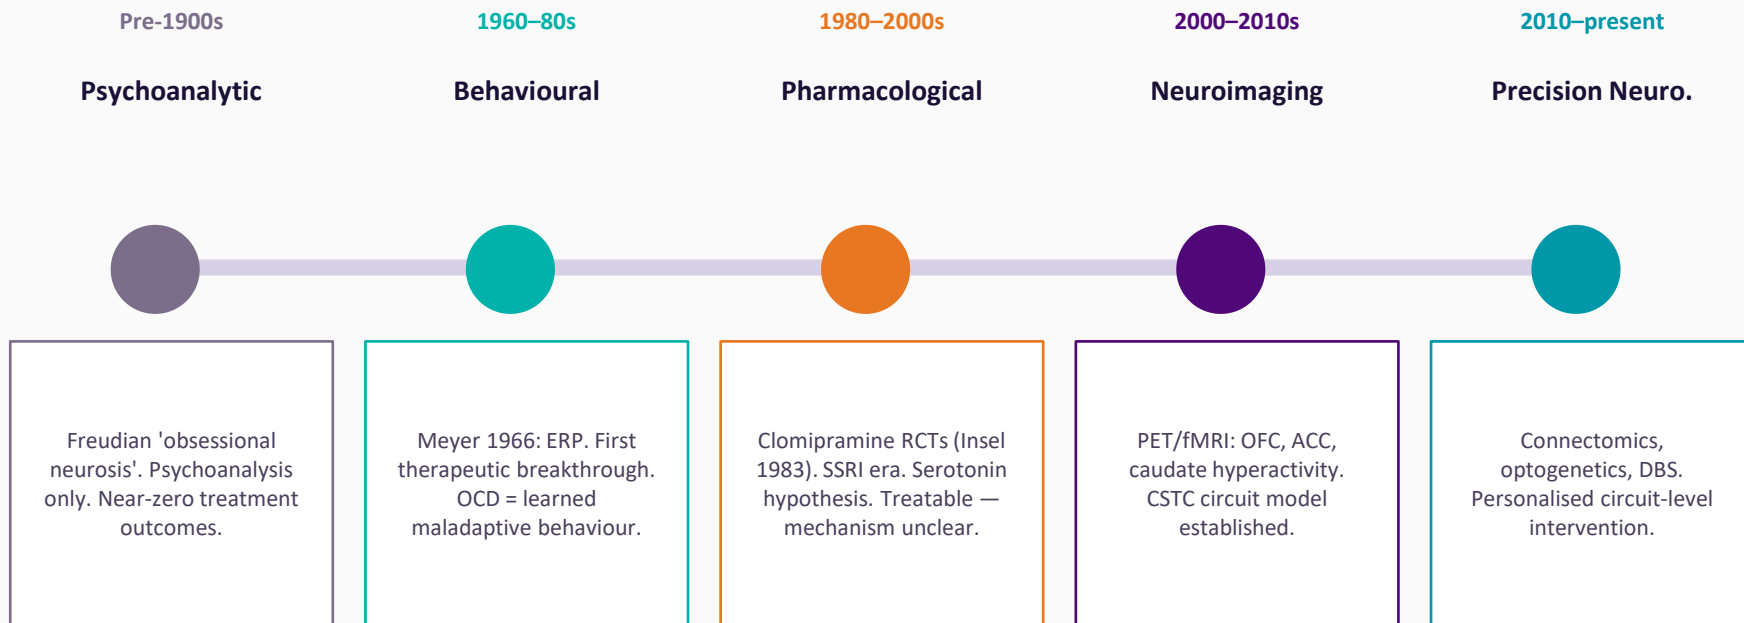 Pre-1900s
1960–80s
1980–2000s
2000–2010s
2010–present
Psychoanalytic
Behavioural
Pharmacological
Neuroimaging
Precision Neuro.
Freudian 'obsessional
neurosis'. Psychoanalysis
only. Near-zero treatment
outcomes.
Meyer 1966: ERP. First
therapeutic breakthrough.
OCD = learned
maladaptive behaviour.
Clomipramine RCTs (Insel
1983). SSRI era. Serotonin
hypothesis. Treatable —
mechanism unclear.
PET/fMRI: OFC, ACC,
caudate hyperactivity.
CSTC circuit model
established.
Connectomics,
optogenetics, DBS.
Personalised circuit-level
intervention.